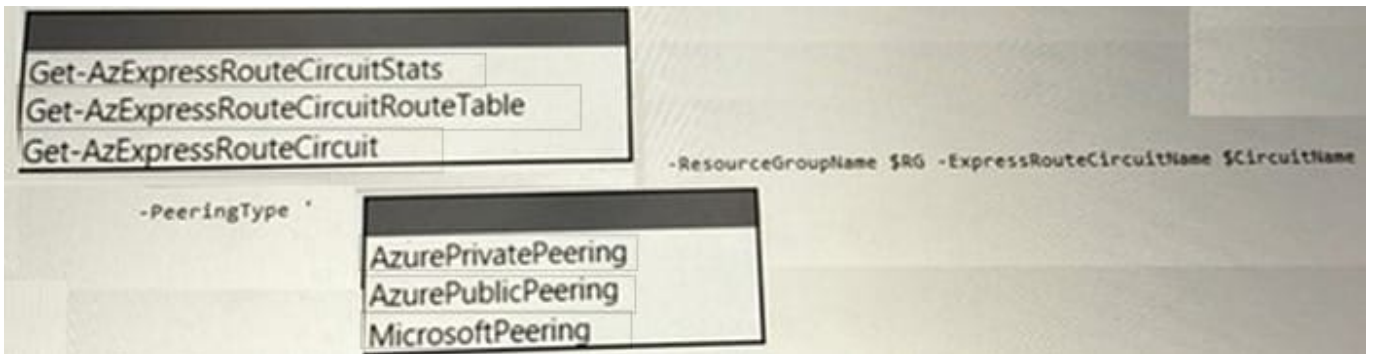 Get-AzExpressRouteCircuitStats
Get-AzExpressRouteCircuitRouteTable
Get-AzExpressRouteCircuit
-ResourceGroupName $RG -ExpressRouteCircuitName $CircuitName
-PeeringType '
AzurePrivatePeering
AzurePublicPeering
MicrosoftPeering